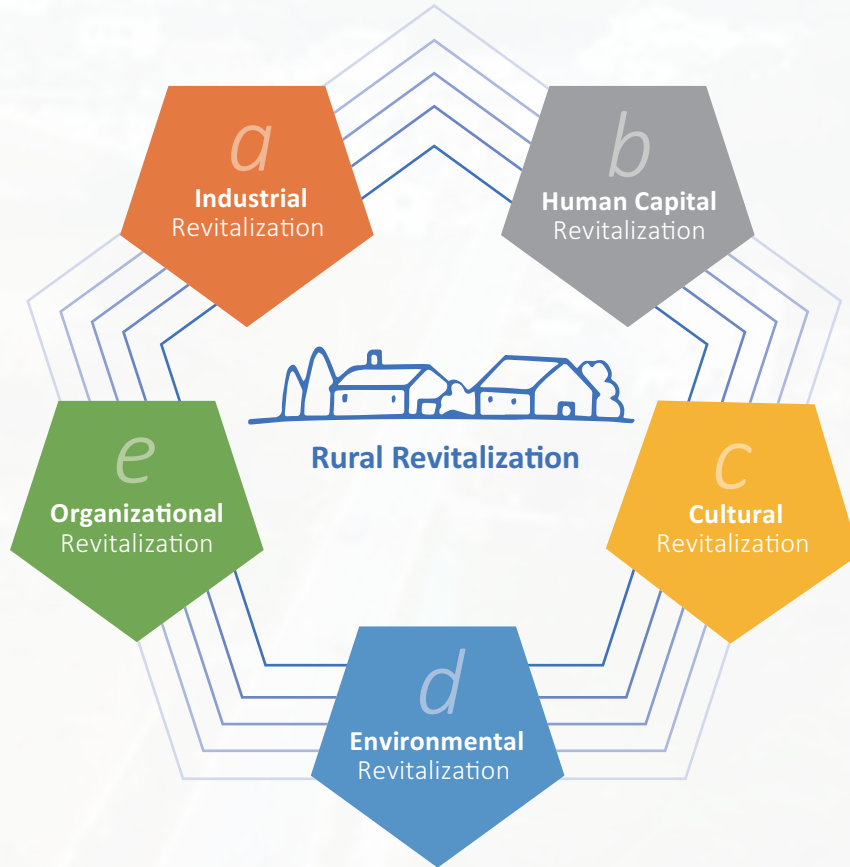 a
Industrial
Revitalization
b
Human Capital
Revitalization
Rural Revitalization
c
Cultural
Revitalization
d
Environmental
Revitalization
e
Organizational
Revitalization